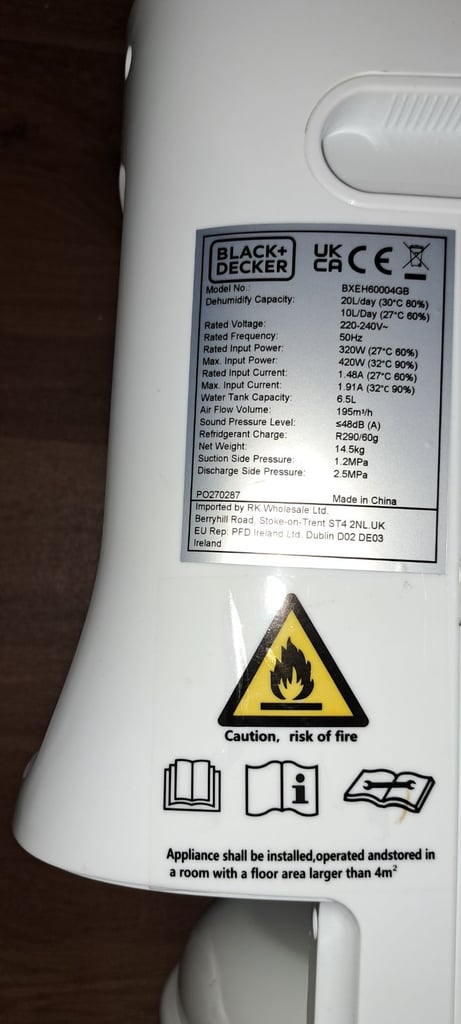 BLACK+
DECKER
UK
CA CE
Model No.: BXEH60004GB
Dehumidify Capacity: 20L/day (30°C 80%)
10L/Day (27°C 60%)
Rated Voltage: 220-240V~
Rated Frequency: 50Hz
Rated Input Power: 320W (27°C 60%)
Max. Input Power: 420W (32°C 90%)
Rated Input Current: 1.48A (27°C 60%)
Max. Input Current: 1.91A (32°C 90%)
Water Tank Capacity: 6.5L
Air Flow Volume: 195m³/h
Sound Pressure Level: ≤48dB (A)
Refridgerant Charge: R290/60g
Net Weight: 14.5kg
Suction Side Pressure: 1.2MPa
Discharge Side Pressure: 2.5MPa
PO270287 Made in China
Imported by RK Wholesale Ltd.
Berryhill Road, Stoke-on-Trent ST4 2NL.UK
EU Rep. PFD Ireland Ltd. Dublin D02 DE03
Ireland
Caution, risk of fire
i
Appliance shall be installed,operated andstored in
a room with a floor area larger than 4m²